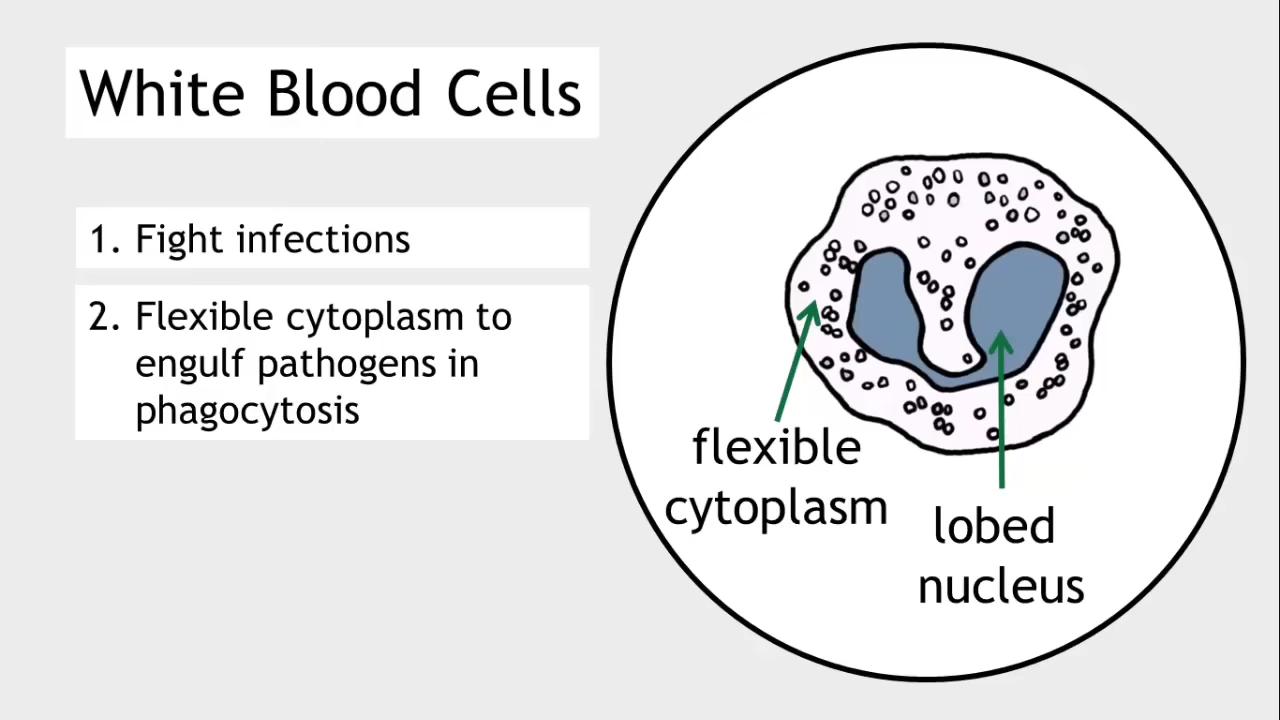 White Blood Cells
1. Fight infections
2. Flexible cytoplasm to
engulf pathogens in
phagocytosis
flexible
cytoplasm
lobed
nucleus